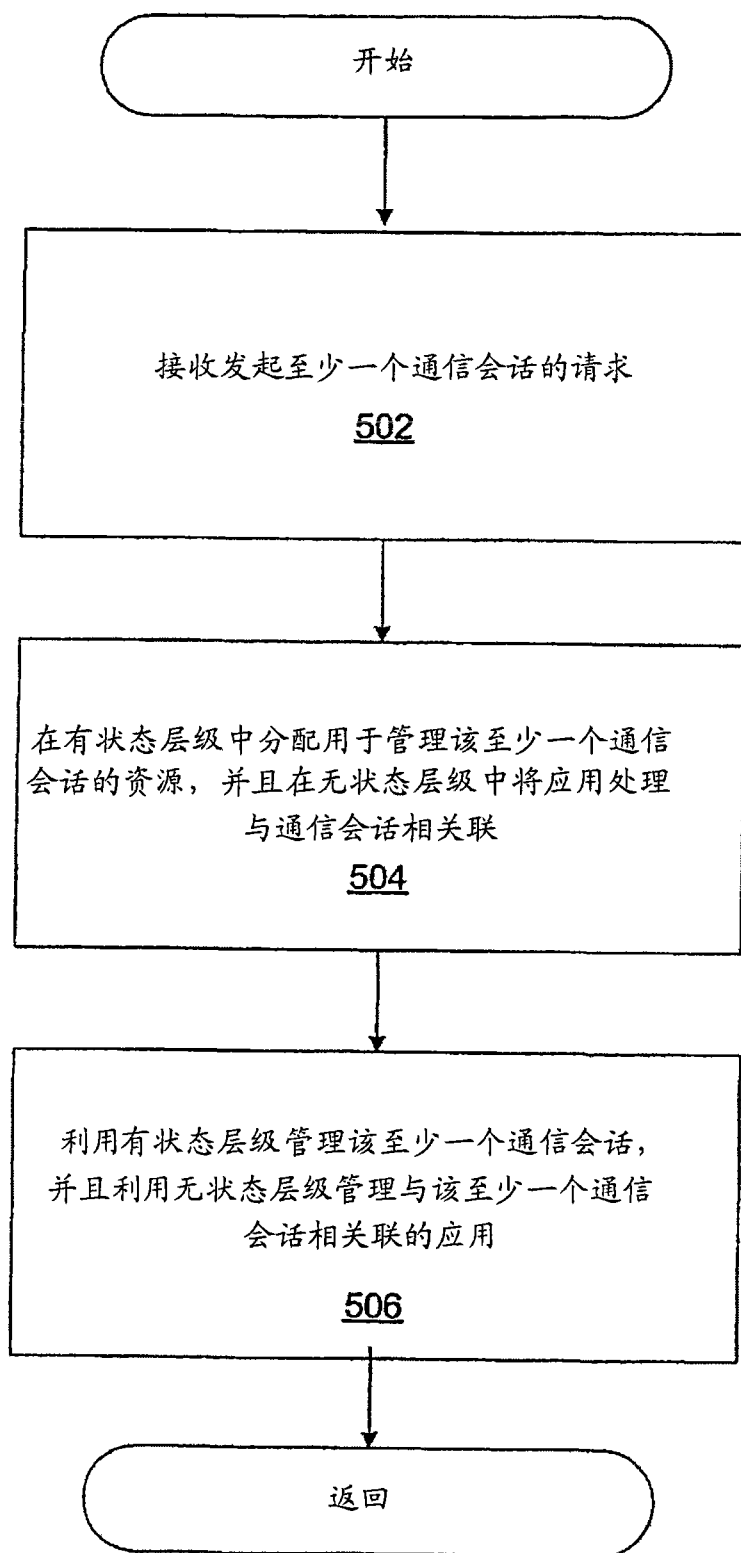 开始
接收发起至少一个通信会话的请求
502
在有状态层级中分配用于管理该至少一个通信
会话的资源，并且在无状态层级中将应用处理
与通信会话相关联
504
利用有状态层级管理该至少一个通信会话，
并且利用无状态层级管理与该至少一个通信
会话相关联的应用
506
返回